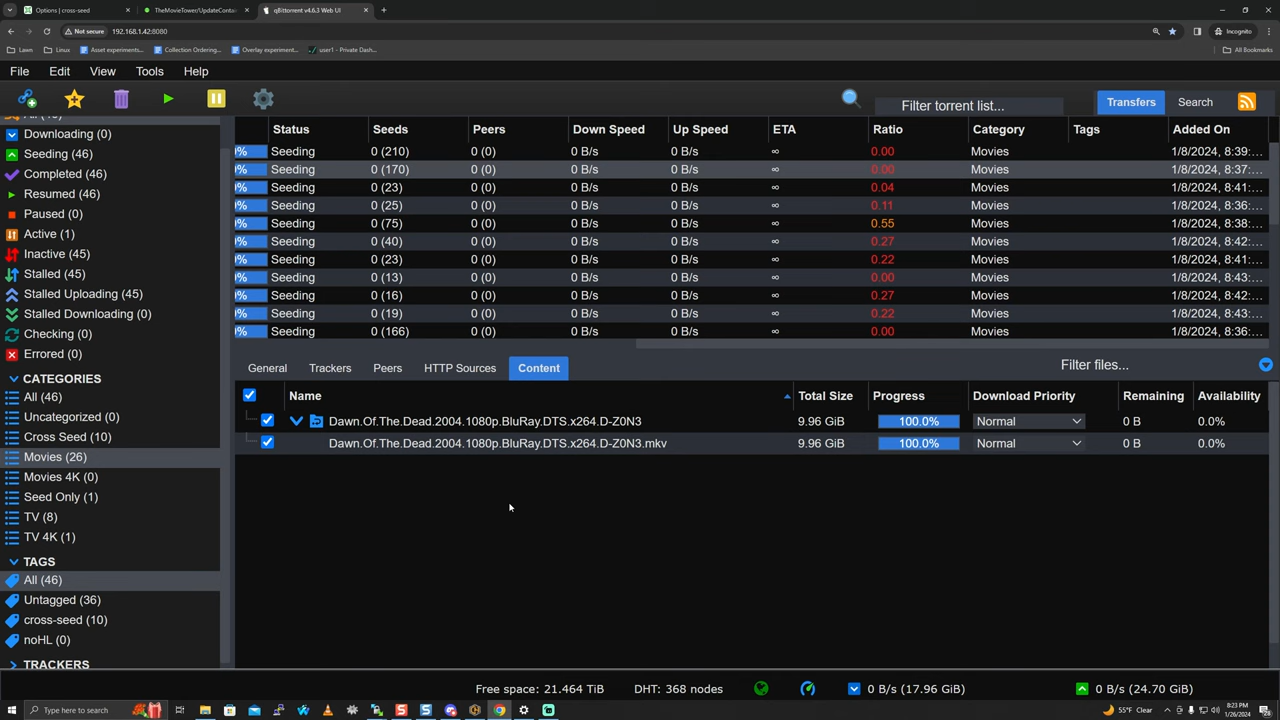 Options | cross-seed
TheMovieTower/UpdateContai
qBittorrent v4.6.3 Web UI
Not secure 192.168.1.42:8080
Incognito
Lawn
Linux
Asset experiments...
Collection Ordering...
Overlay experiment...
user1 - Private Dash...
All Bookmarks
File Edit View Tools Help
Filter torrent list...
Transfers
Search
Downloading (0)
Seeding (46)
Completed (46)
Resumed (46)
Paused (0)
Active (1)
Inactive (45)
Stalled (45)
Stalled Uploading (45)
Stalled Downloading (0)
Checking (0)
Errored (0)
CATEGORIES
All (46)
Uncategorized (0)
Cross Seed (10)
Movies (26)
Movies 4K (0)
Seed Only (1)
TV (8)
TV 4K (1)
TAGS
All (46)
Untagged (36)
cross-seed (10)
noHL (0)
TRACKERS
Status Seeds Peers Down Speed Up Speed ETA Ratio Category Tags Added On
% Seeding 0 (210) 0 (0) 0 B/s 0 B/s ∞ 0.00 Movies 1/8/2024, 8:39:...
% Seeding 0 (170) 0 (0) 0 B/s 0 B/s ∞ 0.00 Movies 1/8/2024, 8:37:...
% Seeding 0 (23) 0 (0) 0 B/s 0 B/s ∞ 0.04 Movies 1/8/2024, 8:41:...
% Seeding 0 (25) 0 (0) 0 B/s 0 B/s ∞ 0.11 Movies 1/8/2024, 8:36:...
% Seeding 0 (75) 0 (0) 0 B/s 0 B/s ∞ 0.55 Movies 1/8/2024, 8:38:...
% Seeding 0 (40) 0 (0) 0 B/s 0 B/s ∞ 0.27 Movies 1/8/2024, 8:42:...
% Seeding 0 (23) 0 (0) 0 B/s 0 B/s ∞ 0.22 Movies 1/8/2024, 8:41:...
% Seeding 0 (13) 0 (0) 0 B/s 0 B/s ∞ 0.00 Movies 1/8/2024, 8:43:...
% Seeding 0 (16) 0 (0) 0 B/s 0 B/s ∞ 0.27 Movies 1/8/2024, 8:42:...
% Seeding 0 (19) 0 (0) 0 B/s 0 B/s ∞ 0.22 Movies 1/8/2024, 8:43:...
% Seeding 0 (166) 0 (0) 0 B/s 0 B/s ∞ 0.00 Movies 1/8/2024, 8:36:...
General Trackers Peers HTTP Sources Content Filter files...
Name Total Size Progress Download Priority Remaining Availability
Dawn.Of.The.Dead.2004.1080p.BluRay.DTS.x264.D-Z0N3 9.96 GiB 100.0% Normal 0 B 0.0%
Dawn.Of.The.Dead.2004.1080p.BluRay.DTS.x264.D-Z0N3.mkv 9.96 GiB 100.0% Normal 0 B 0.0%
Free space: 21.464 TiB DHT: 368 nodes 0 B/s (17.96 GiB) 0 B/s (24.70 GiB)
Type here to search
55°F Clear
8:23 PM
1/26/2024